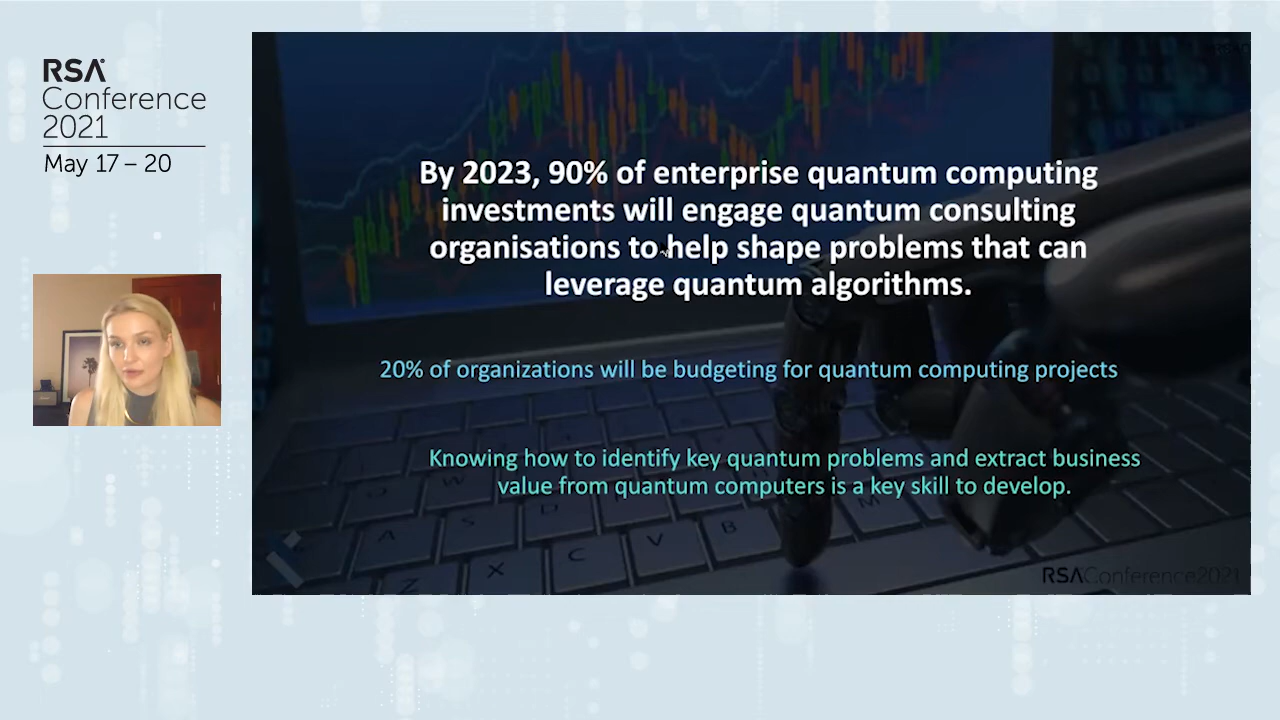 RSA
Conference
2021
May 17 – 20
By 2023, 90% of enterprise quantum computing
investments will engage quantum consulting
organisations to help shape problems that can
leverage quantum algorithms.
20% of organizations will be budgeting for quantum computing projects
Knowing how to identify key quantum problems and extract business
value from quantum computers is a key skill to develop.
A S D
Z X C V B M
RSAConference2021